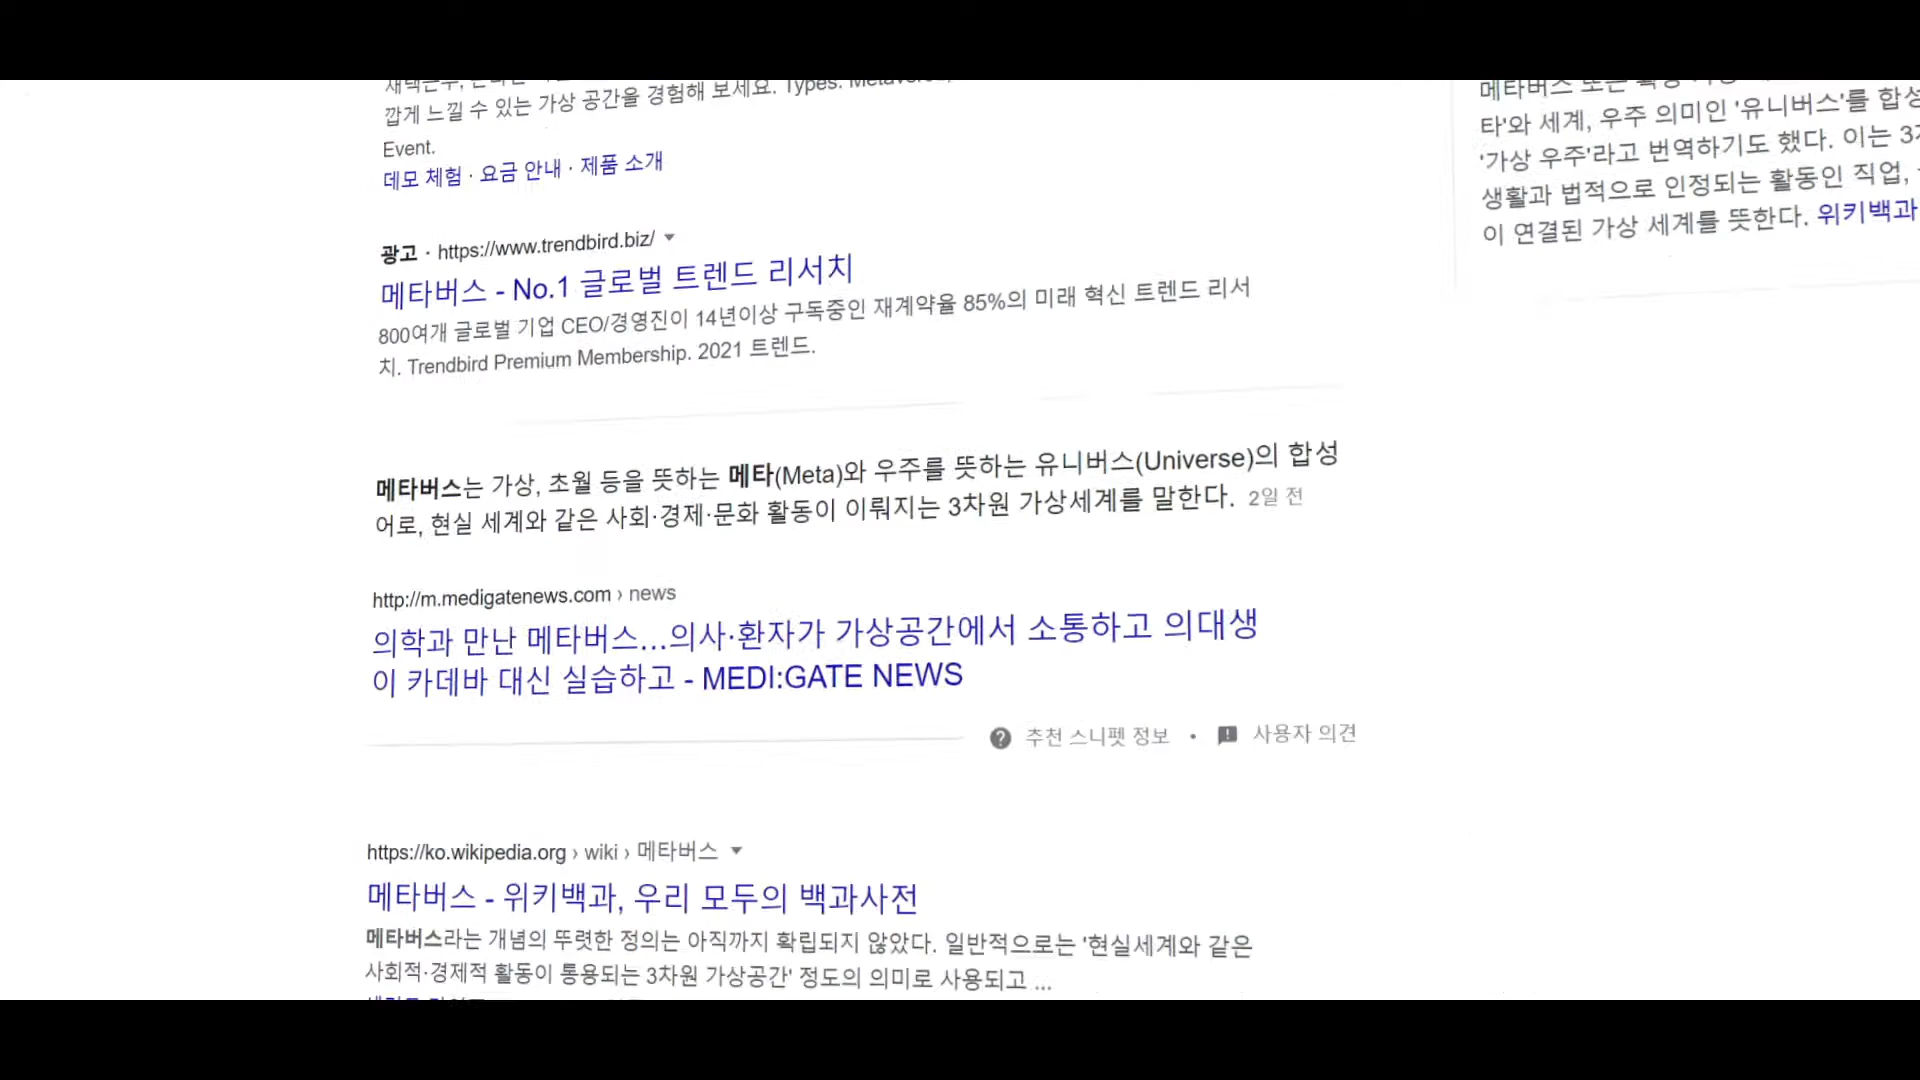 깝게 느낄 수 있는 가상 공간을 경험해 보세요. Types: Metaverse,
Event.
데모 체험 · 요금 안내 · 제품 소개
광고 · https://www.trendbird.biz/
메타버스 - No.1 글로벌 트렌드 리서치
800여개 글로벌 기업 CEO/경영진이 14년이상 구독중인 재계약율 85%의 미래 혁신 트렌드 리서
치. Trendbird Premium Membership. 2021 트렌드.
메타버스는 가상, 초월 등을 뜻하는 메타(Meta)와 우주를 뜻하는 유니버스(Universe)의 합성
어로, 현실 세계와 같은 사회·경제·문화 활동이 이뤄지는 3차원 가상세계를 말한다. 2일 전
http://m.medigatenews.com › news
의학과 만난 메타버스...의사·환자가 가상공간에서 소통하고 의대생
이 카데바 대신 실습하고 - MEDI:GATE NEWS
추천 스니펫 정보 • 사용자 의견
https://ko.wikipedia.org › wiki › 메타버스
메타버스 - 위키백과, 우리 모두의 백과사전
메타버스라는 개념의 뚜렷한 정의는 아직까지 확립되지 않았다. 일반적으로는 '현실세계와 같은
사회적·경제적 활동이 통용되는 3차원 가상공간' 정도의 의미로 사용되고 ...
메타버스 또는
타'와 세계, 우주 의미인 '유니버스'를 합성
'가상 우주'라고 번역하기도 했다. 이는 3
생활과 법적으로 인정되는 활동인 직업,
이 연결된 가상 세계를 뜻한다. 위키백과